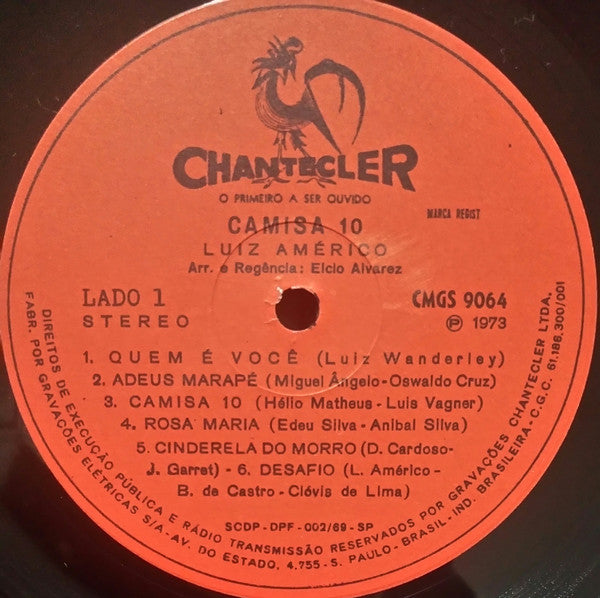 CHANTECLER
O PRIMEIRO A SER OUVIDO
MARCA REGIST
CAMISA 10
LUIZ AMÉRICO
Arr. e Regência: Elcio Alvarez
LADO 1
CMGS 9064
STEREO
Ⓟ 1973
1. QUEM É VOCÊ (Luiz Wanderley)
2. ADEUS MARAPÉ (Miguel Ângelo-Oswaldo Cruz)
3. CAMISA 10 (Hélio Matheus - Luis Vagner)
4. ROSA MARIA (Edeu Silva - Anibal Silva)
5. CINDERELA DO MORRO (D. Cardoso-
J. Garret) - 6. DESAFIO (L. Américo -
B. de Castro - Clóvis de Lima)
SCDP - DPF - 002/69 - SP
DIREITOS DE EXECUÇÃO PÚBLICA E RÁDIO TRANSMISSÃO RESERVADOS POR GRAVAÇÕES CHANTECLER LTDA.
FABR. POR GRAVAÇÕES ELÉTRICAS S/A - AV. DO ESTADO, 4.755 - S. PAULO - BRASIL - IND. BRASILEIRA - C.G.C. 61.186.300/001